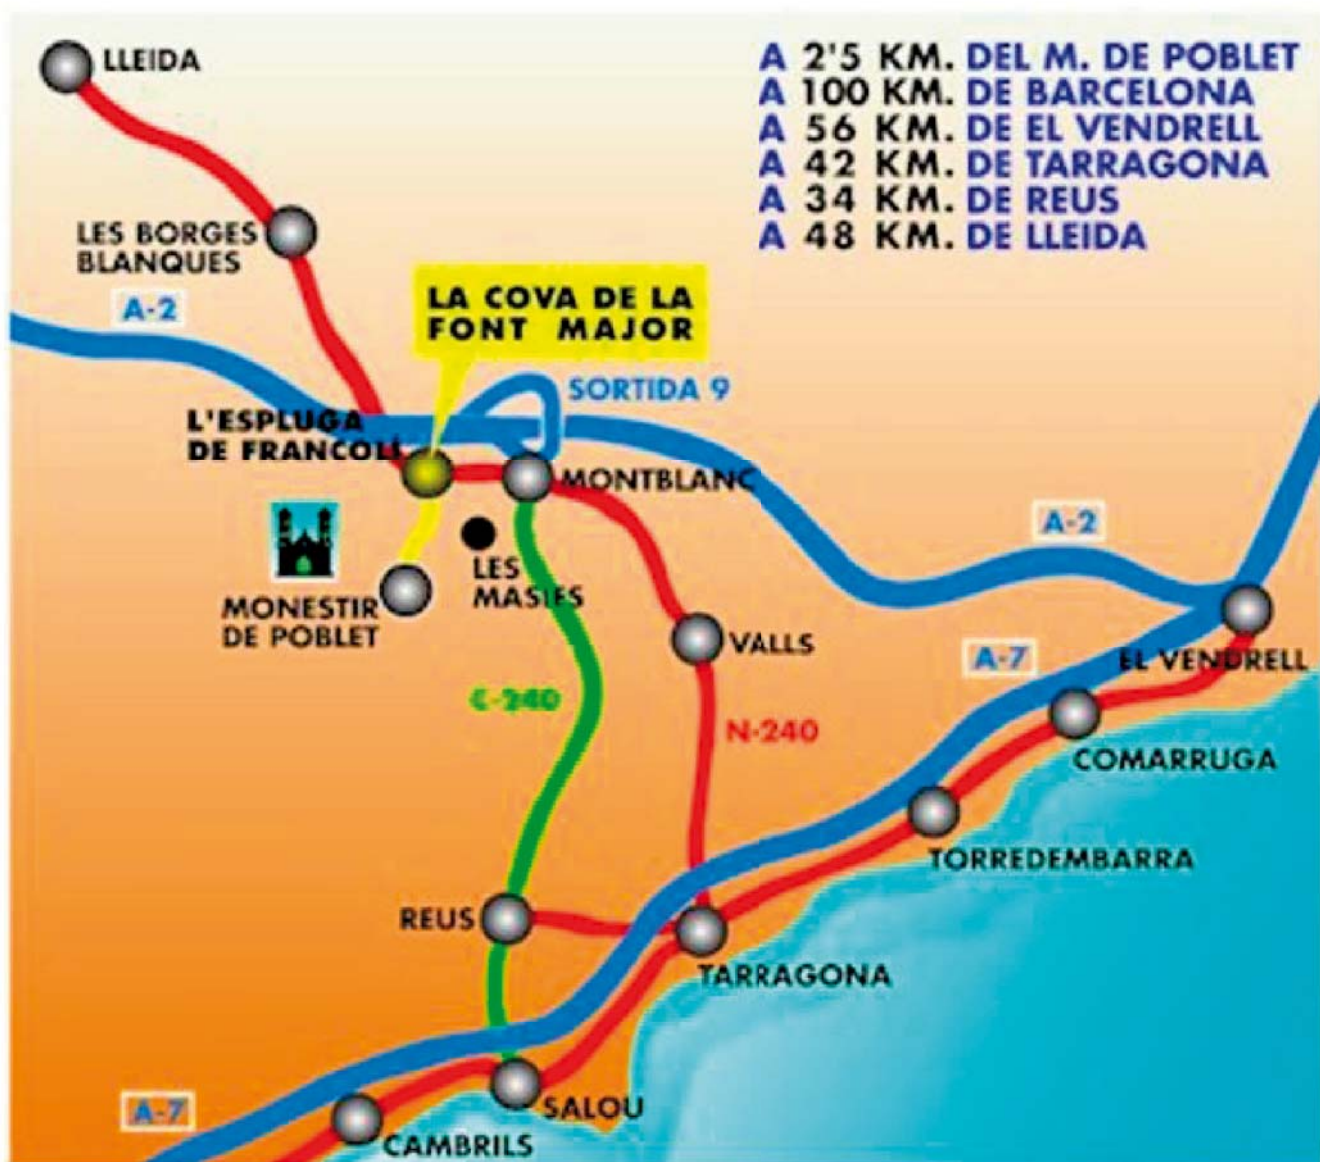 LLEIDA
A 2'5 KM. DEL M. DE POBLET
A 100 KM. DE BARCELONA
A 56 KM. DE EL VENDRELL
A 42 KM. DE TARRAGONA
A 34 KM. DE REUS
A 48 KM. DE LLEIDA
LES BORGES
BLANQUES
A-2
LA COVA DE LA
FONT MAJOR
SORTIDA 9
L'ESPLUGA
DE FRANCOLÍ
MONTBLANC
A-2
LES
MASIES
MONESTIR
DE POBLET
VALLS
A-7
EL VENDRELL
C-240
N-240
COMARRUGA
TORREDEMBARRA
REUS
TARRAGONA
A-7
SALOU
CAMBRILS